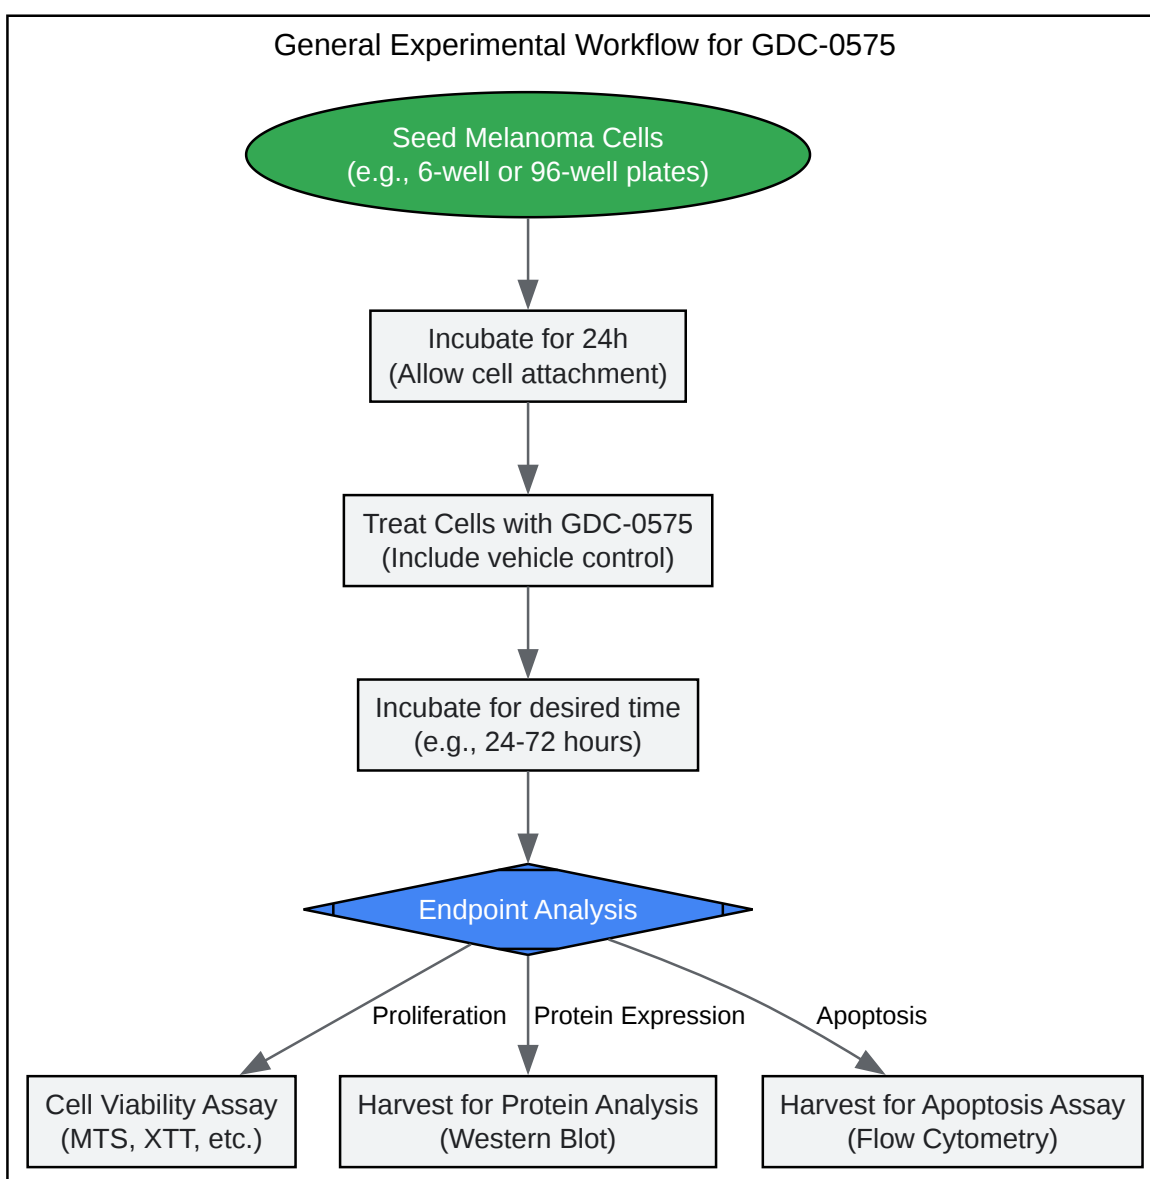 General Experimental Workflow for GDC-0575
Seed Melanoma Cells
(e.g., 6-well or 96-well plates)
Incubate for 24h
(Allow cell attachment)
Treat Cells with GDC-0575
(Include vehicle control)
Incubate for desired time
(e.g., 24-72 hours)
Endpoint Analysis
Proliferation
Protein Expression
Apoptosis
Cell Viability Assay
(MTS, XTT, etc.)
Harvest for Protein Analysis
(Western Blot)
Harvest for Apoptosis Assay
(Flow Cytometry)